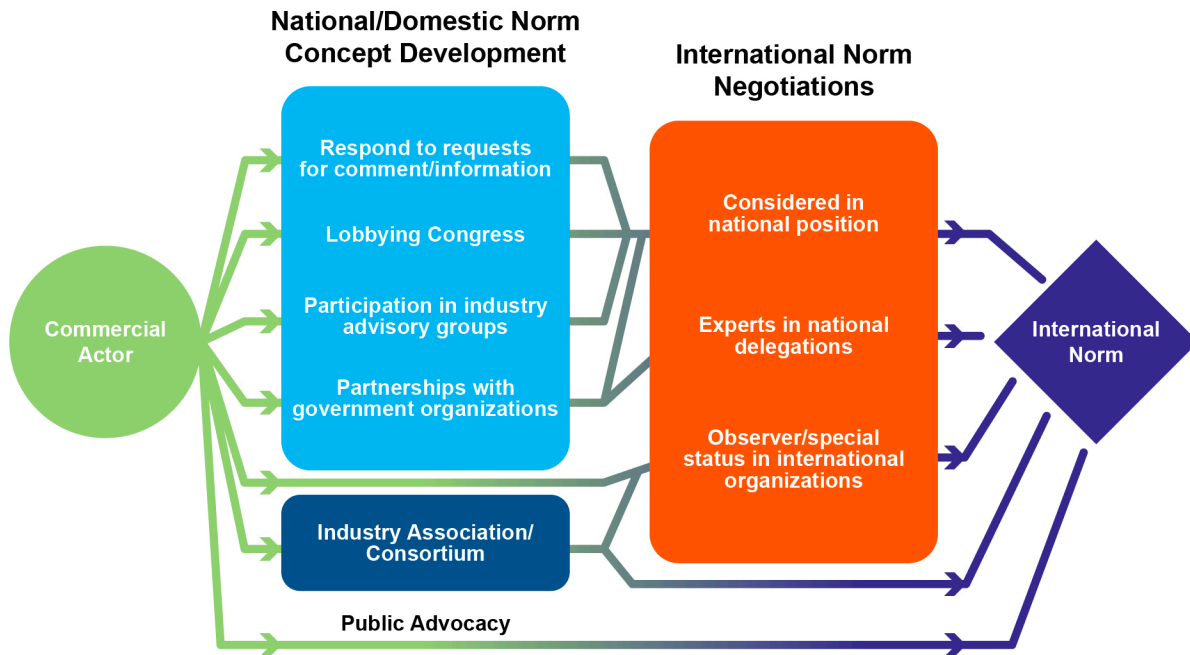 National/Domestic Norm
Concept Development
International Norm
Negotiations
Respond to requests
for comment/information
Lobbying Congress
Participation in industry
advisory groups
Partnerships with
government organizations
Commercial
Actor
Considered in
national position
Experts in national
delegations
Observer/special
status in international
organizations
International
Norm
Industry Association/
Consortium
Public Advocacy